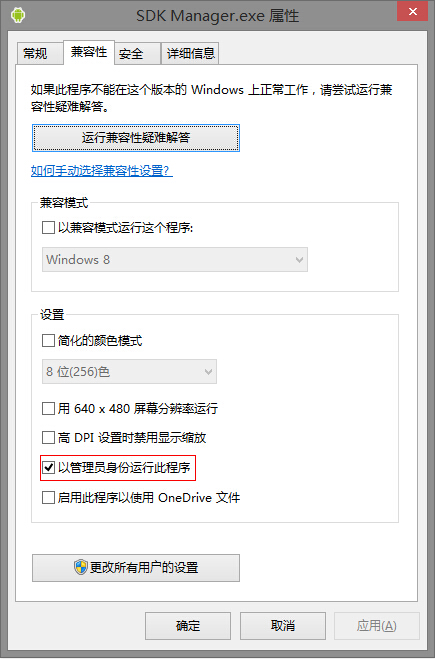 SDK Manager.exe 属性
常规 兼容性 安全 详细信息
如果此程序不能在这个版本的 Windows 上正常工作，请尝试运行兼
容性疑难解答。
运行兼容性疑难解答
如何手动选择兼容性设置?
兼容模式
以兼容模式运行这个程序:
Windows 8
设置
简化的颜色模式
8 位(256)色
用 640 x 480 屏幕分辨率运行
高 DPI 设置时禁用显示缩放
以管理员身份运行此程序
启用此程序以使用 OneDrive 文件
更改所有用户的设置
确定 取消 应用(A)